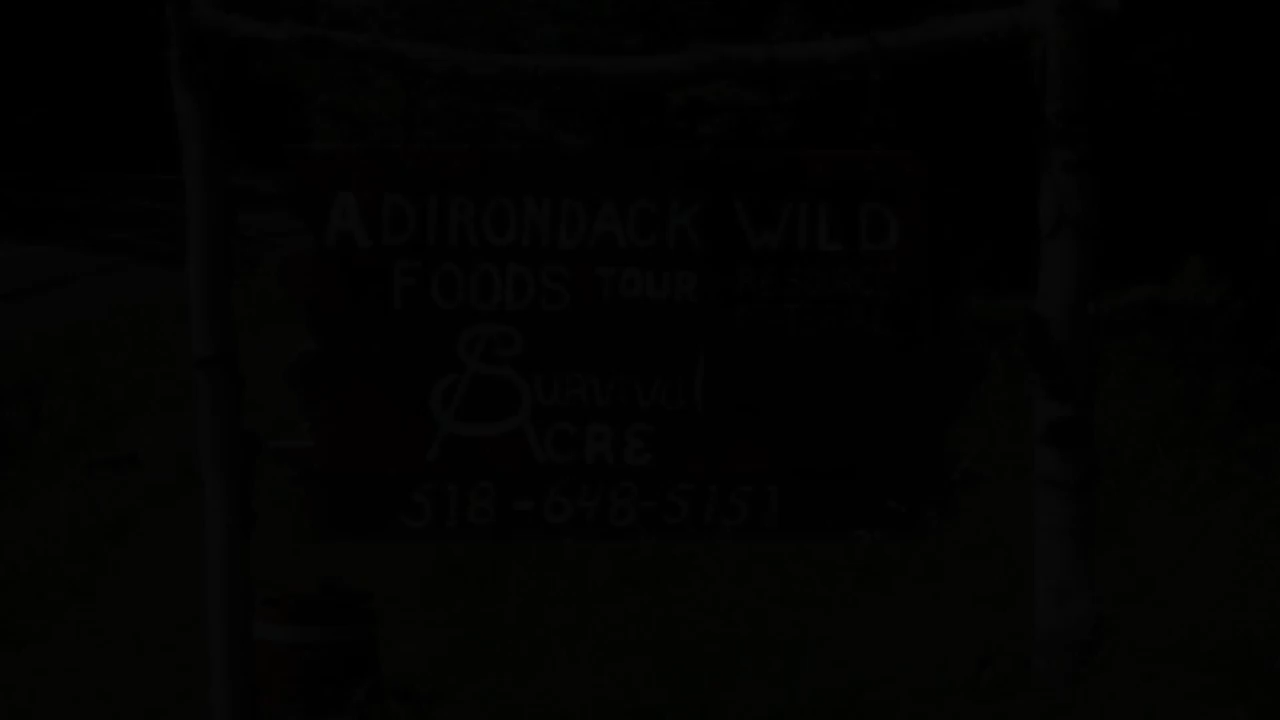 ADIRONDACK WILD
FOODS TOUR
SURVIVAL
ACRE
518-648-5151